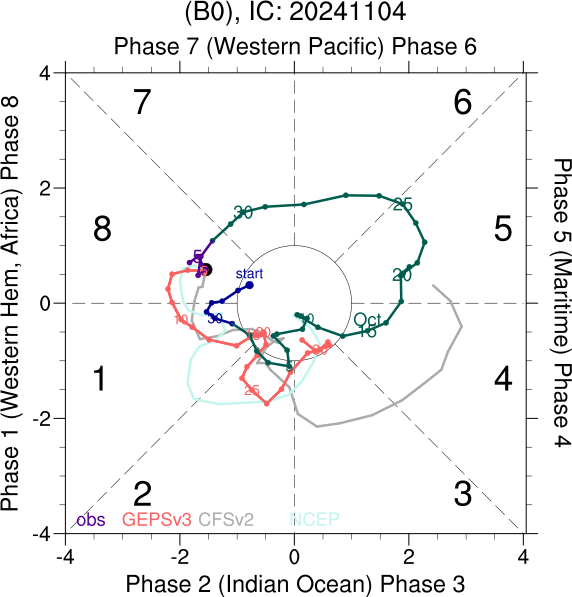 (B0), IC: 20241104
Phase 7 (Western Pacific) Phase 6
4
7
6
Phase 1 (Western Hem, Africa) Phase 8
Phase 5 (Maritime) Phase 4
2
30
25
8
5
5
20
start
0
30
Oct
15
10
20
20
1
4
25
-2
2
3
obs
GEPSv3
CFSv2
NCEP
-4
-4
-2
0
2
4
Phase 2 (Indian Ocean) Phase 3